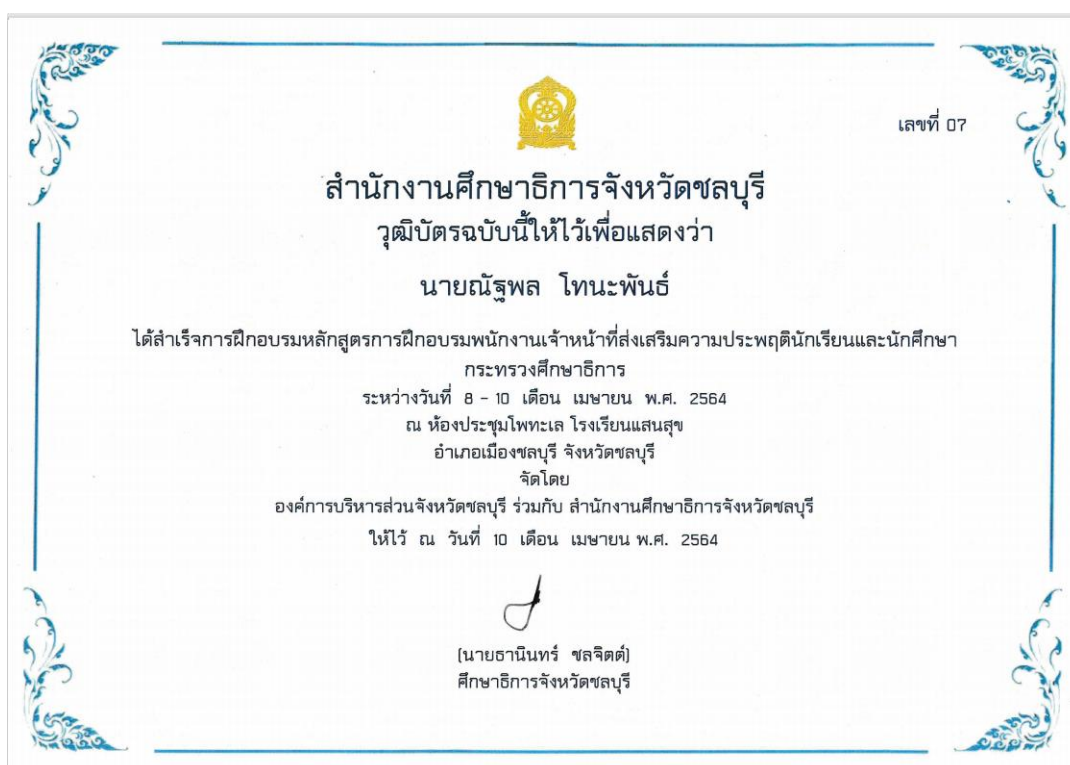 เลขที่ 07
สำนักงานศึกษาธิการจังหวัดชลบุรี
วุฒิบัตรฉบับนี้ให้ไว้เพื่อแสดงว่า
นายณัฐพล โทนะพันธ์
ได้สำเร็จการฝึกอบรมหลักสูตรการฝึกอบรมพนักงานเจ้าหน้าที่ส่งเสริมความประพฤตินักเรียนและนักศึกษา
กระทรวงศึกษาธิการ
ระหว่างวันที่ 8 - 10 เดือน เมษายน พ.ศ. 2564
ณ ห้องประชุมโพทะเล โรงเรียนแสนสุข
อำเภอเมืองชลบุรี จังหวัดชลบุรี
จัดโดย
องค์การบริหารส่วนจังหวัดชลบุรี ร่วมกับ สำนักงานศึกษาธิการจังหวัดชลบุรี
ให้ไว้ ณ วันที่ 10 เดือน เมษายน พ.ศ. 2564
(นายธานินทร์ ชลจิตต์)
ศึกษาธิการจังหวัดชลบุรี